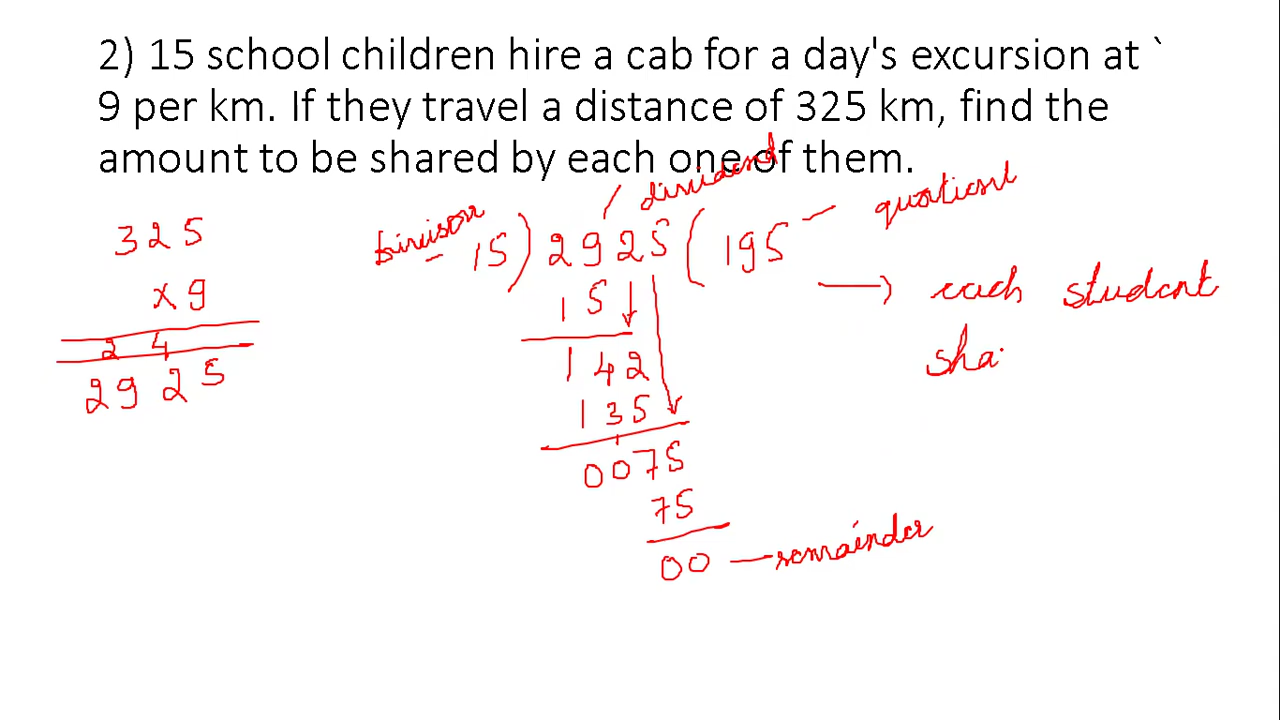 2) 15 school children hire a cab for a day's excursion at `
9 per km. If they travel a distance of 325 km, find the
amount to be shared by each one of them.
dividend
quotient
325
15) 2925 (195
x9
15
→ each student
24
2925
142
sha
135
0075
75
00 — remainder